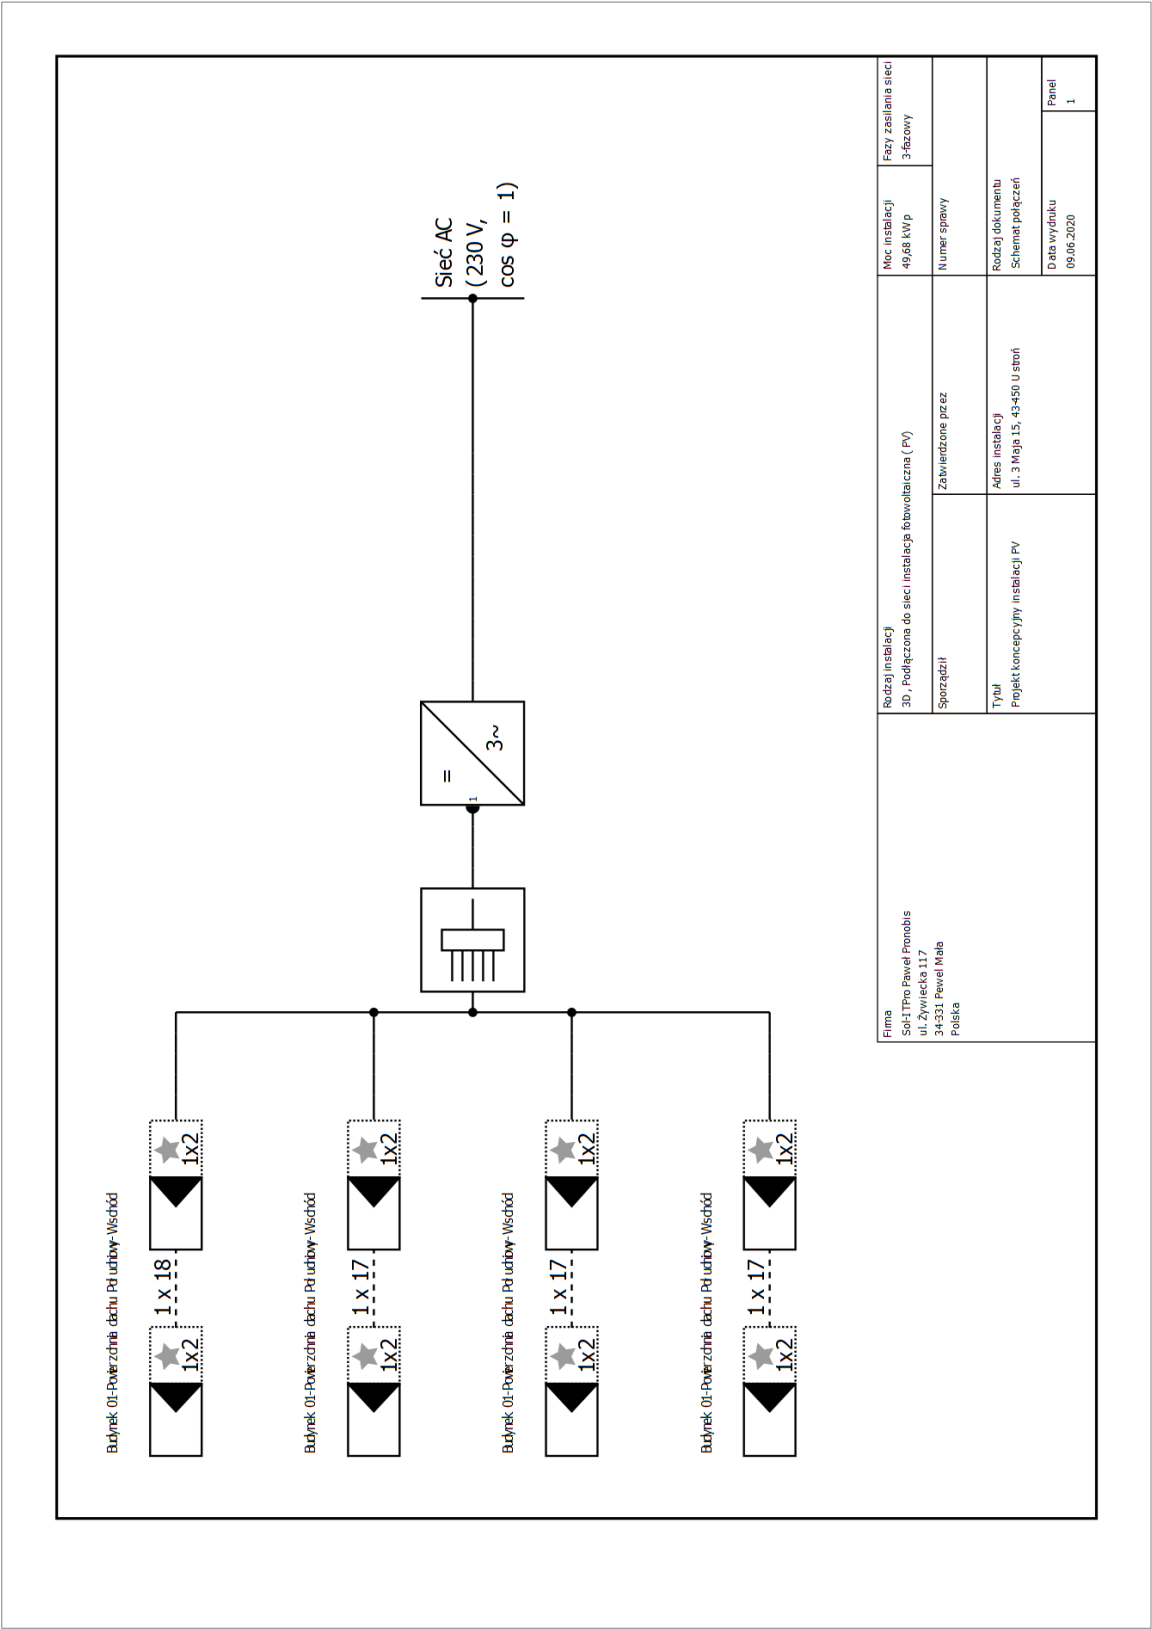 Budynek 01-Powierzchnia dachu Południowy-Wschód
1 x 18
1x2
1x2
Budynek 01-Powierzchnia dachu Południowy-Wschód
1 x 17
1x2
1x2
Budynek 01-Powierzchnia dachu Południowy-Wschód
1 x 17
1x2
1x2
Budynek 01-Powierzchnia dachu Południowy-Wschód
1 x 17
1x2
1x2
=
3~
1
Sieć AC
(230 V,
cos φ = 1)
Firma
Sol-ITPro Paweł Pronobis
ul. Żywiecka 117
34-331 Pewel Mała
Polska
Rodzaj instalacji
3D, Podłączona do sieci instalacja fotowoltaiczna (PV)
Moc instalacji
49,68 kWp
Fazy zasilania sieci
3-fazowy
Sporządził
Zatwierdzone przez
Numer sprawy
Tytuł
Projekt koncepcyjny instalacji PV
Adres instalacji
ul. 3 Maja 15, 43-450 Ustroń
Rodzaj dokumentu
Schemat połączeń
Data wydruku
09.06.2020
Panel
1